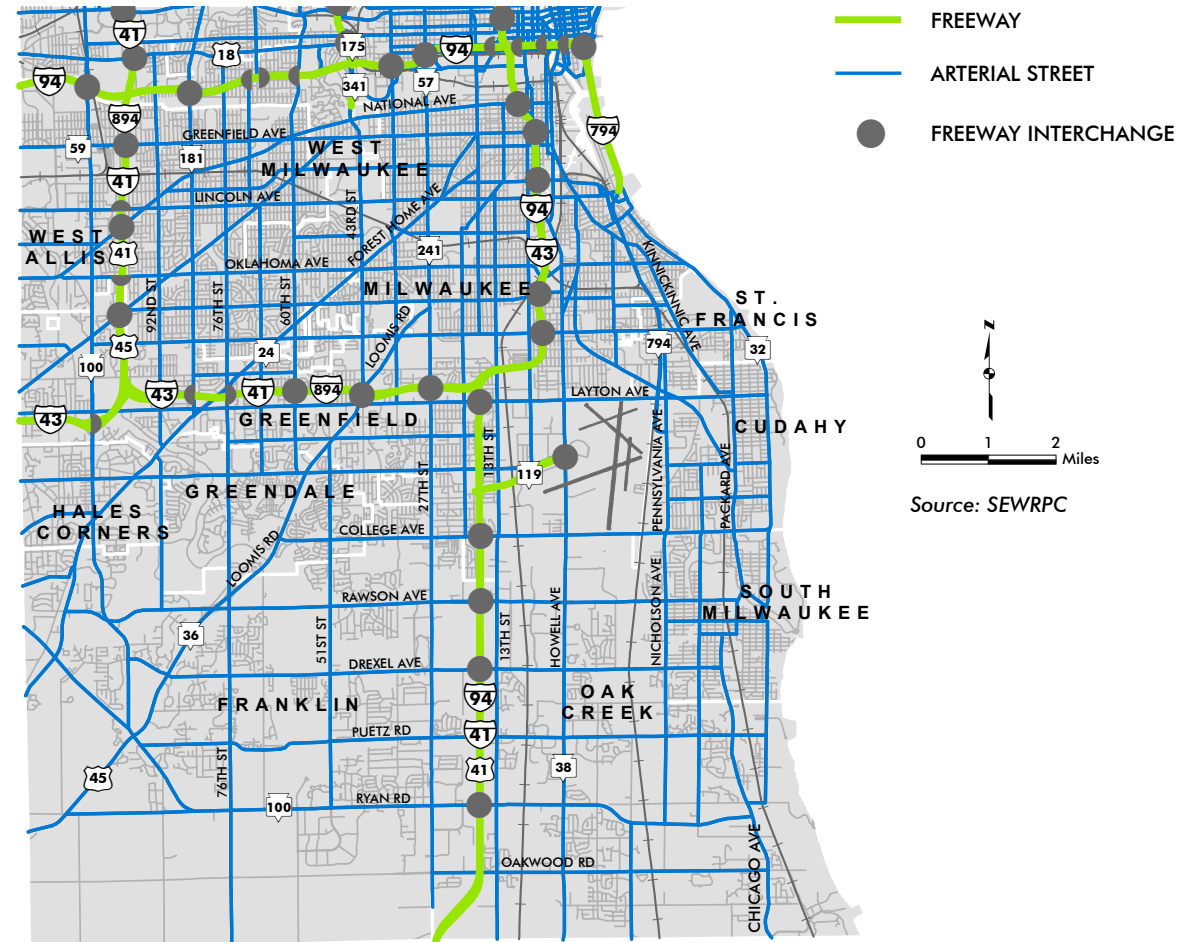 FREEWAY
ARTERIAL STREET
FREEWAY INTERCHANGE
N
0 1 2 Miles
Source: SEWRPC
41
18
175
94
94
341
57
NATIONAL AVE
894
GREENFIELD AVE
794
59
181
WEST
MILWAUKEE
41
LINCOLN AVE
43RD ST
FOREST HOME AVE
94
WEST
ALLIS
41
241
43
OKLAHOMA AVE
KINNICKINNIC AVE
92ND ST
76TH ST
60TH ST
MILWAUKEE
ST.
FRANCIS
LOOMIS RD
45
24
794
32
100
43
41
894
LAYTON AVE
43
GREENFIELD
CUDAHY
13TH ST
PENNSYLVANIA AVE
PACKARD AVE
119
27TH ST
GREENDALE
HALES
CORNERS
COLLEGE AVE
LOOMIS RD
RAWSON AVE
SOUTH
MILWAUKEE
36
51ST ST
13TH ST
HOWELL AVE
NICHOLSON AVE
DREXEL AVE
94
OAK
CREEK
FRANKLIN
PUETZ RD
41
45
76TH ST
41
38
100
RYAN RD
OAKWOOD RD
CHICAGO AVE